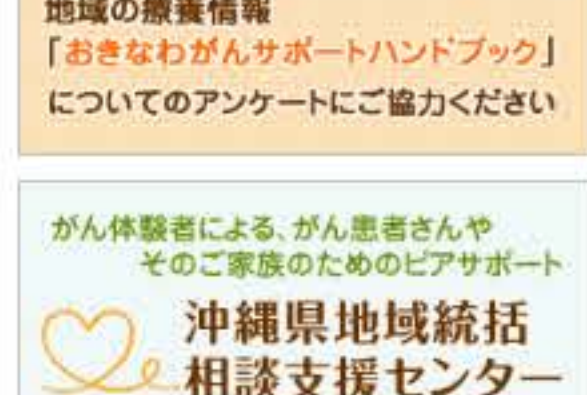 地域の療養情報
「おきなわがんサポートハンドブック」
についてのアンケートにご協力ください
がん体験者による、がん患者さんや
そのご家族のためのピアサポート
沖縄県地域統括
相談支援センター